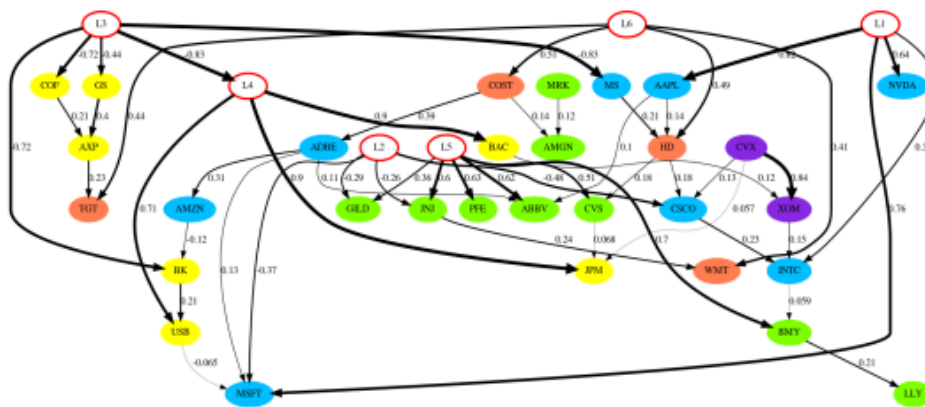 L3 L6 L1
-0.72 -0.44 -0.83 -0.83 0.51 0.82 0.64
COF GS L4 COST MRK MS AAPL NVDA
0.49
0.21 0.4 0.9 0.39 0.14 0.12 0.21 0.14
0.44
-0.72 AXP ADBE L2 L5 BAC AMGN HD CVX 0.41
0.1
0.23 0.31 0.11 -0.29 -0.26 0.36 0.6 0.63 0.62 -0.48 0.51 0.18 0.18 0.13 0.12 0.84
0.9
0.057
TGT AMZN GILD JNJ PFE ABBV CVS CSCO XOM
0.71 0.76
-0.12 0.24 0.068 0.7 0.23 0.15
BK 0.13 -0.37 JPM WMT INTC
0.21 0.059
USB BMY
-0.065 0.21
MSFT LLY